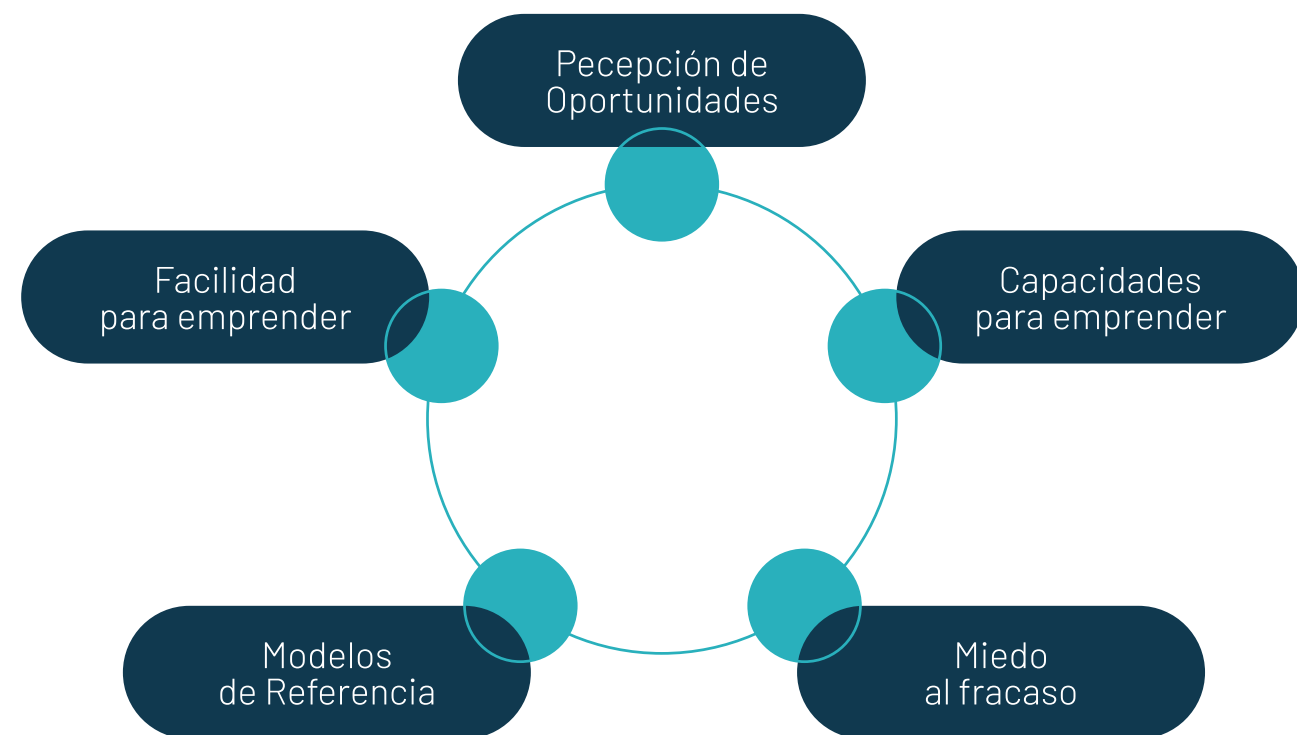 Pecepción de
Oportunidades
Facilidad
para emprender
Capacidades
para emprender
Modelos
de Referencia
Miedo
al fracaso